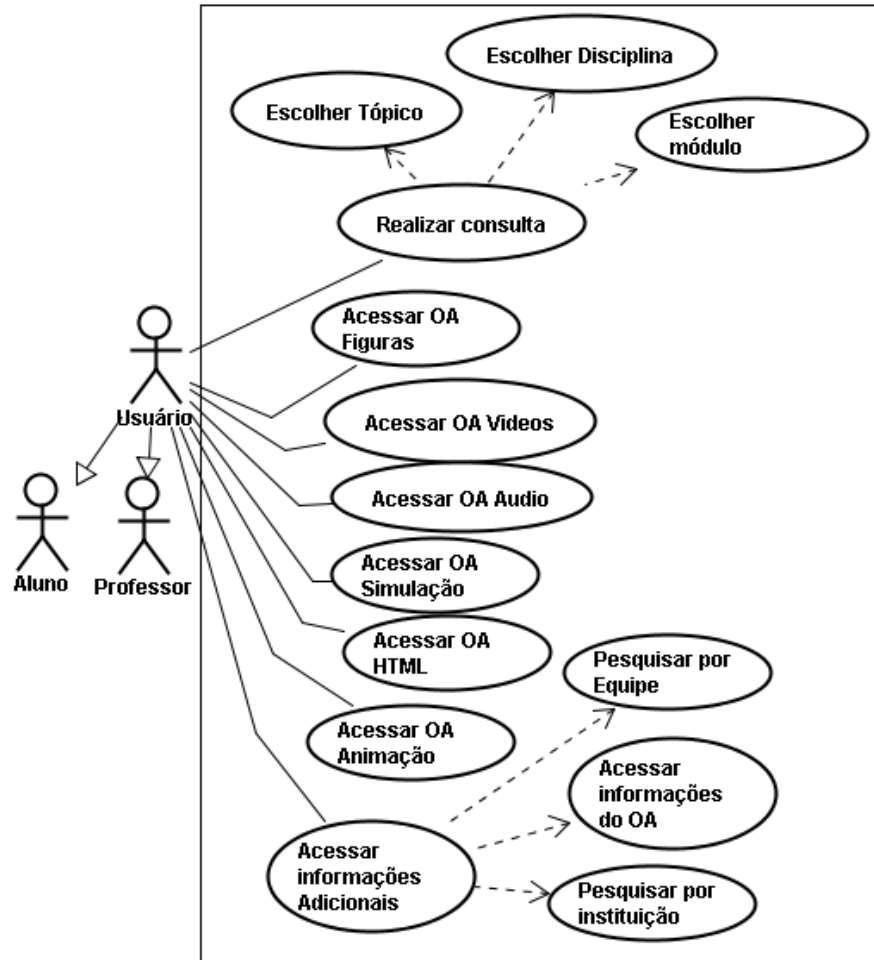 Escolher Disciplina
Escolher Tópico
Escolher
módulo
Realizar consulta
Acessar OA
Figuras
Usuário
Acessar OA Videos
Acessar OA Audio
Aluno
Professor
Acessar OA
Simulação
Acessar OA
HTML
Pesquisar por
Equipe
Acessar OA
Animação
Acessar
informações
do OA
Acessar
informações
Adicionais
Pesquisar por
instituição